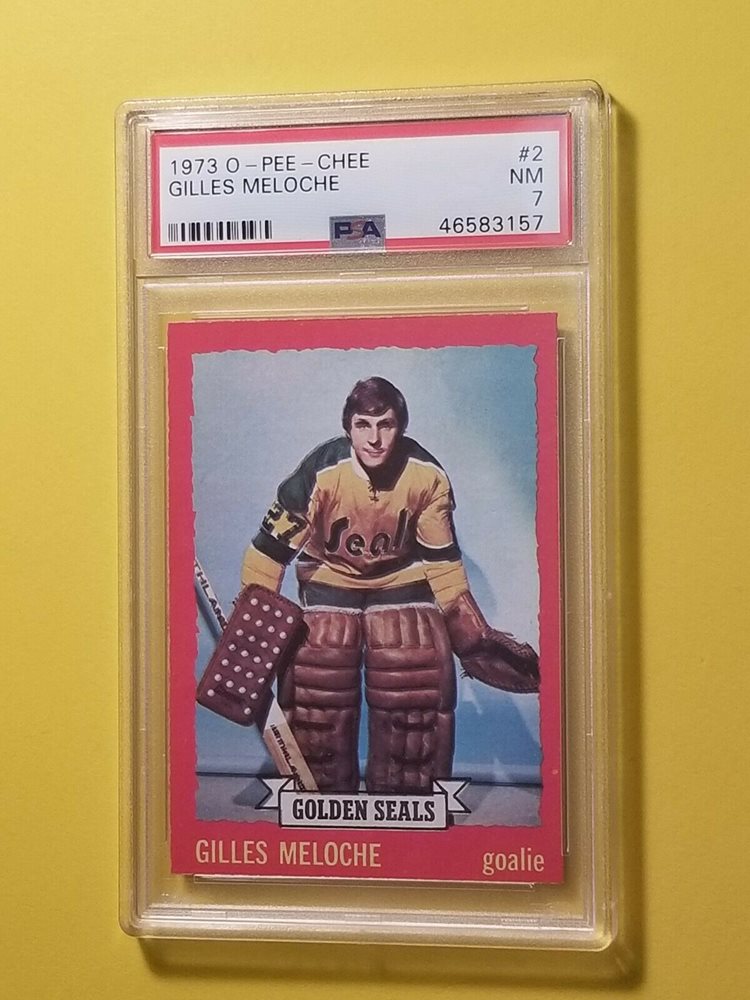 1973 O-PEE-CHEE #2
GILLES MELOCHE NM
7
PSA 46583157
27
Seals
GOLDEN SEALS
GILLES MELOCHE goalie